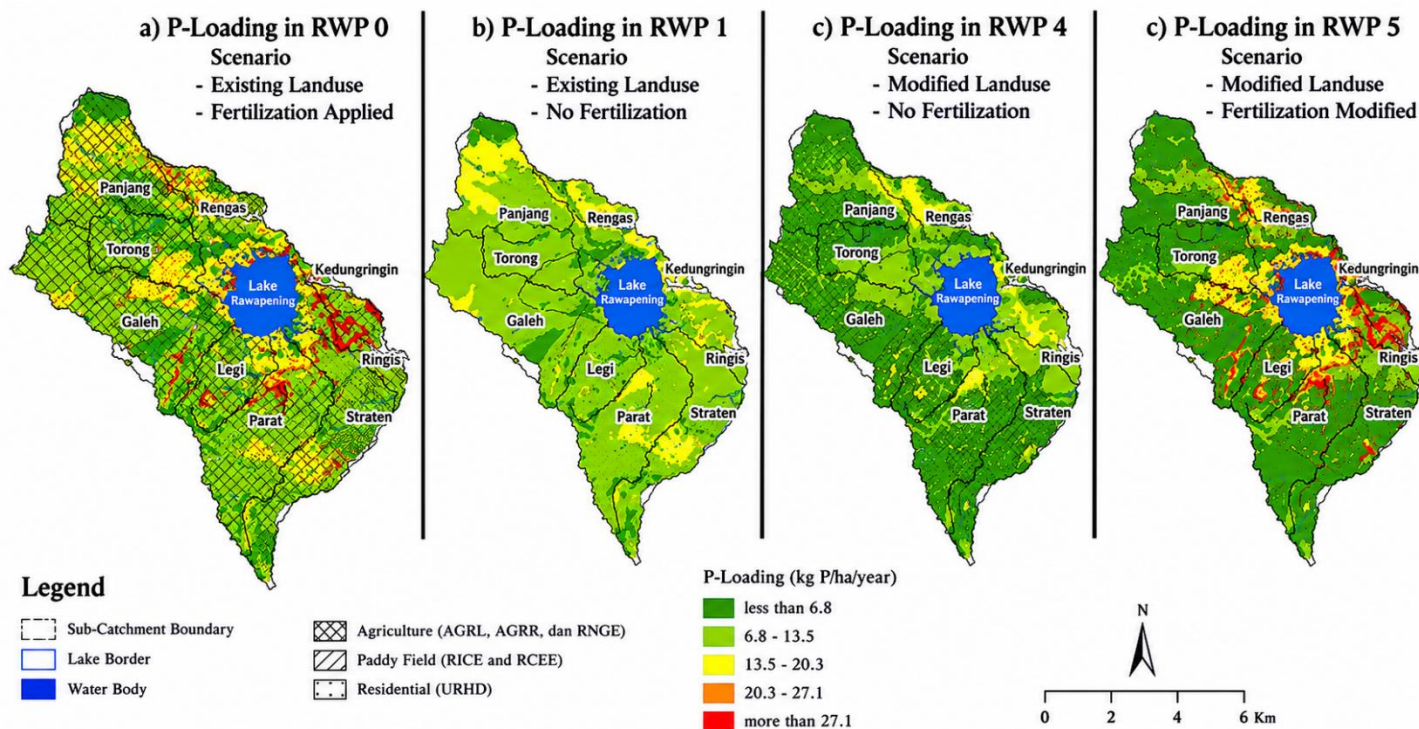 a) P-Loading in RWP 0
Scenario
- Existing Landuse
- Fertilization Applied
Panjang
Rengas
Torong
Kedungringin
Lake
Rawapening
Galeh
Legi
Ringis
Parat
Straten
b) P-Loading in RWP 1
Scenario
- Existing Landuse
- No Fertilization
Panjang
Rengas
Torong
Kedungringin
Lake
Rawapening
Galeh
Legi
Ringis
Parat
Straten
c) P-Loading in RWP 4
Scenario
- Modified Landuse
- No Fertilization
Panjang
Rengas
Torong
Kedungringin
Lake
Rawapening
Galeh
Legi
Ringis
Parat
Straten
c) P-Loading in RWP 5
Scenario
- Modified Landuse
- Fertilization Modified
Panjang
Rengas
Torong
Kedungringin
Lake
Rawapening
Galeh
Legi
Ringis
Parat
Straten
Legend
Sub-Catchment Boundary
Lake Border
Water Body
Agriculture (AGRL, AGRR, dan RNGE)
Paddy Field (RICE and RCEE)
Residential (URHD)
P-Loading (kg P/ha/year)
less than 6.8
6.8 - 13.5
13.5 - 20.3
20.3 - 27.1
more than 27.1
N
0 2 4 6 Km